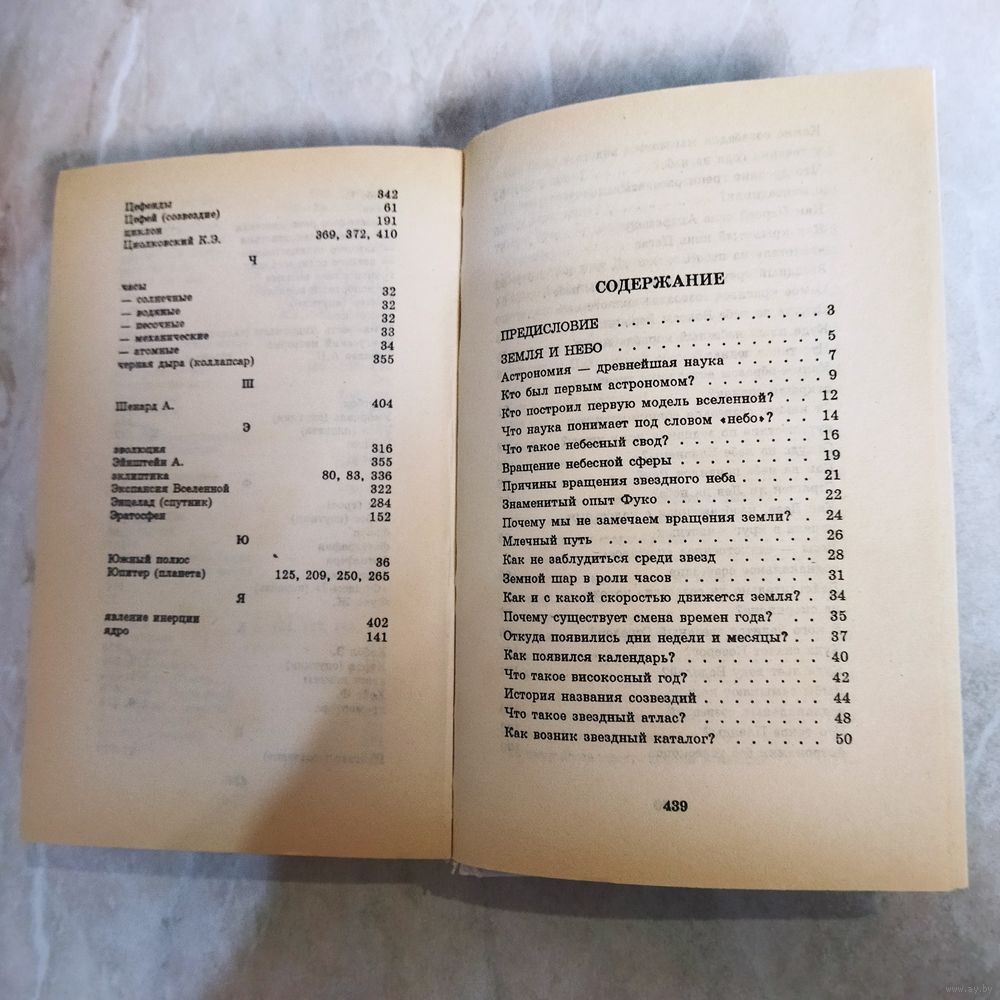 Цефеиды 342
Цефей (созвездие) 61
циклон 191
Циолковский К.Э. 369, 372, 410
Ч
часы
— солнечные 32
— водяные 32
— песочные 32
— механические 33
— атомные 34
черная дыра (коллапсар) 355
Ш
Шепард А. 404
Э
эволюция 316
Эйнштейн А. 355
эклиптика 80, 83, 336
Экспансия Вселенной 322
Энцелад (спутник) 284
Эратосфен 152
Ю
Южный полюс 36
Юпитер (планета) 125, 209, 250, 265
Я
явление инерции 402
ядро 141
СОДЕРЖАНИЕ
ПРЕДИСЛОВИЕ . . . . . . . . . . . . . . 3
ЗЕМЛЯ И НЕБО . . . . . . . . . . . . . 5
Астрономия — древнейшая наука . . . . . . 7
Кто был первым астрономом? . . . . . . . . 9
Кто построил первую модель вселенной? . . 12
Что наука понимает под словом «небо»? . . 14
Что такое небесный свод? . . . . . . . . . 16
Вращение небесной сферы . . . . . . . . . 19
Причины вращения звездного неба . . . . . 21
Знаменитый опыт Фуко . . . . . . . . . . . 22
Почему мы не замечаем вращения земли? . 24
Млечный путь . . . . . . . . . . . . . . 26
Как не заблудиться среди звезд . . . . . . 28
Земной шар в роли часов . . . . . . . . . 31
Как и с какой скоростью движется земля? . 34
Почему существует смена времен года? . . 35
Откуда появились дни недели и месяцы? . . 37
Как появился календарь? . . . . . . . . . 40
Что такое високосный год? . . . . . . . . 42
История названия созвездий . . . . . . . . 44
Что такое звездный атлас? . . . . . . . . 48
Как возник звездный каталог? . . . . . . 50
439
www.ay.by